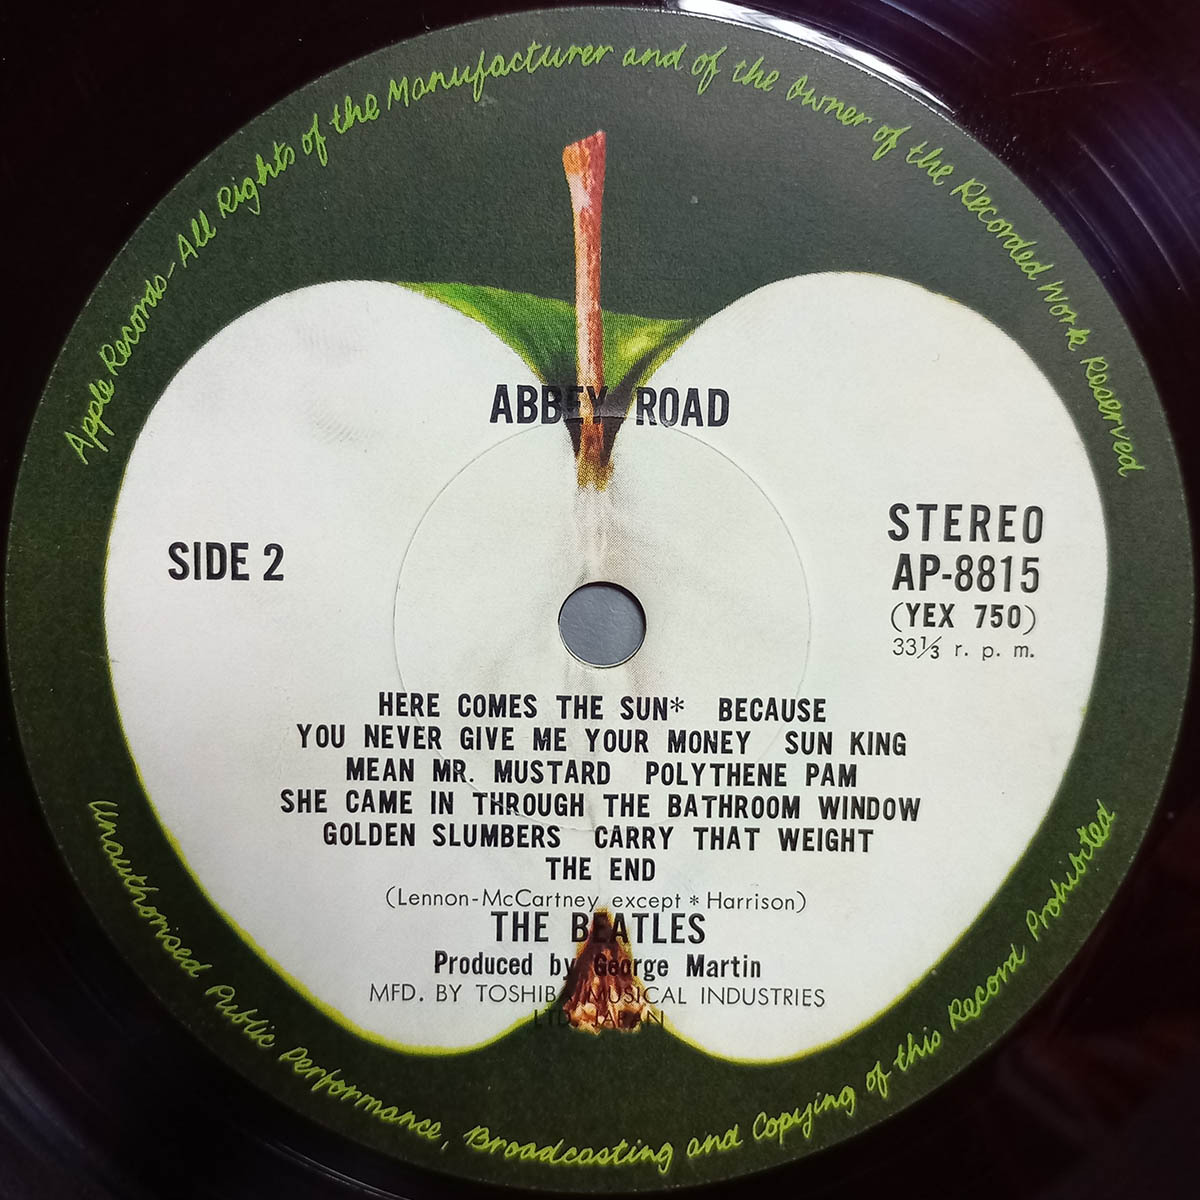 Apple Records-All Rights of the Manufacturer and of the Owner of the Recorded Work Reserved
ABBEY ROAD
SIDE 2
STEREO
AP-8815
(YEX 750)
33⅓ r. p. m.
HERE COMES THE SUN* BECAUSE
YOU NEVER GIVE ME YOUR MONEY SUN KING
MEAN MR. MUSTARD POLYTHENE PAM
SHE CAME IN THROUGH THE BATHROOM WINDOW
GOLDEN SLUMBERS CARRY THAT WEIGHT
THE END
(Lennon-McCartney except * Harrison)
THE BEATLES
Produced by George Martin
MFD. BY TOSHIBA MUSICAL INDUSTRIES
LTD. JAPAN
Unauthorised Public Performance, Broadcasting and Copying of this Record Prohibited